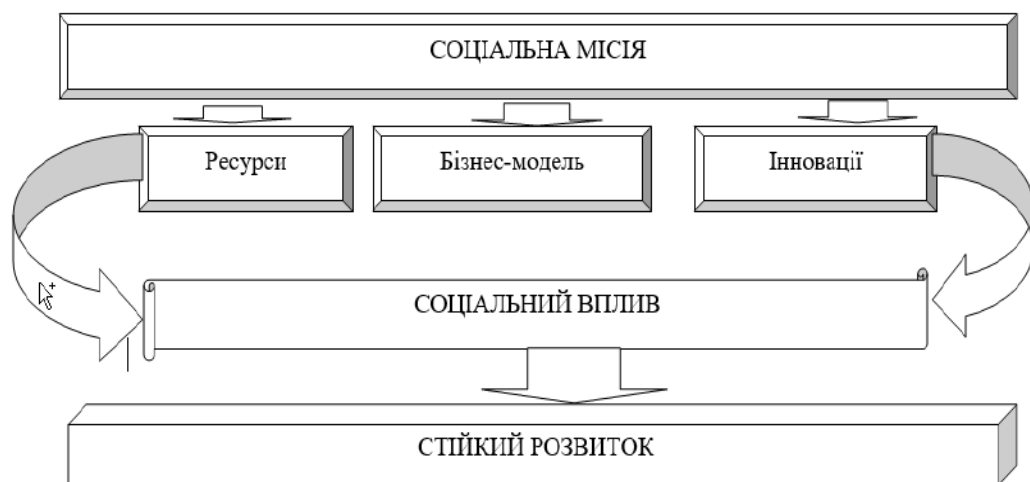 СОЦІАЛЬНА МІСІЯ
Ресурси
Бізнес-модель
Інновації
СОЦІАЛЬНИЙ ВПЛИВ
СТІЙКИЙ РОЗВИТОК